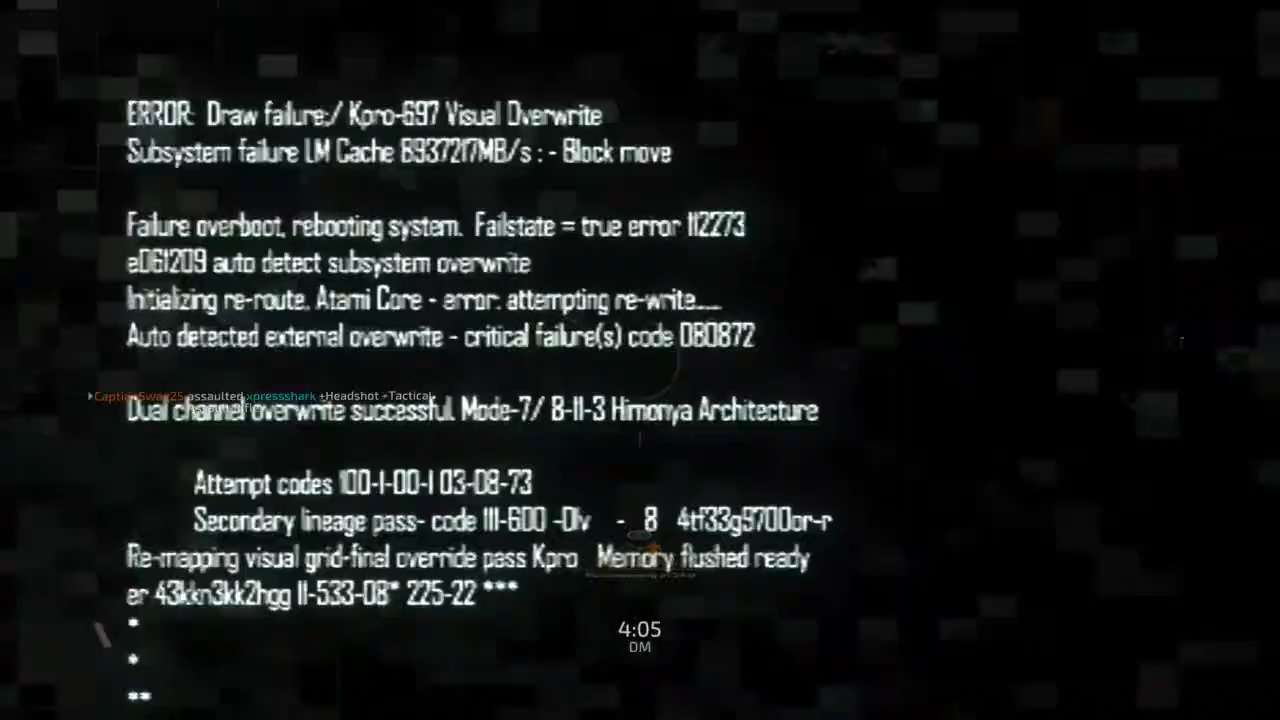 ERROR: Draw failure:/ Kpro-697 Visual Overwrite
Subsystem failure LM Cache 8937217MB/s : - Block move
Failure overboot, rebooting system. Failstate = true error 112273
e061209 auto detect subsystem overwrite
Initializing re-route. Atami Core - error: attempting re-write.....
Auto detected external overwrite - critical failure(s) code 080872
CaptianSwag25 assaulted xpressshark +Headshot +Tactical
Dual channel overwrite successful. Mode-7/ 8-11-3 Himonya Architecture
Attempt codes 100-1-00-1 03-08-73
Secondary lineage pass- code 111-600 -Dlv - 8 4tf33g9700or-r
Re-mapping visual grid-final override pass Kpro Memory flushed ready
er 43kkn3kk2hgg 11-533-08* 225-22 ***
*
4:05
DM
*
**